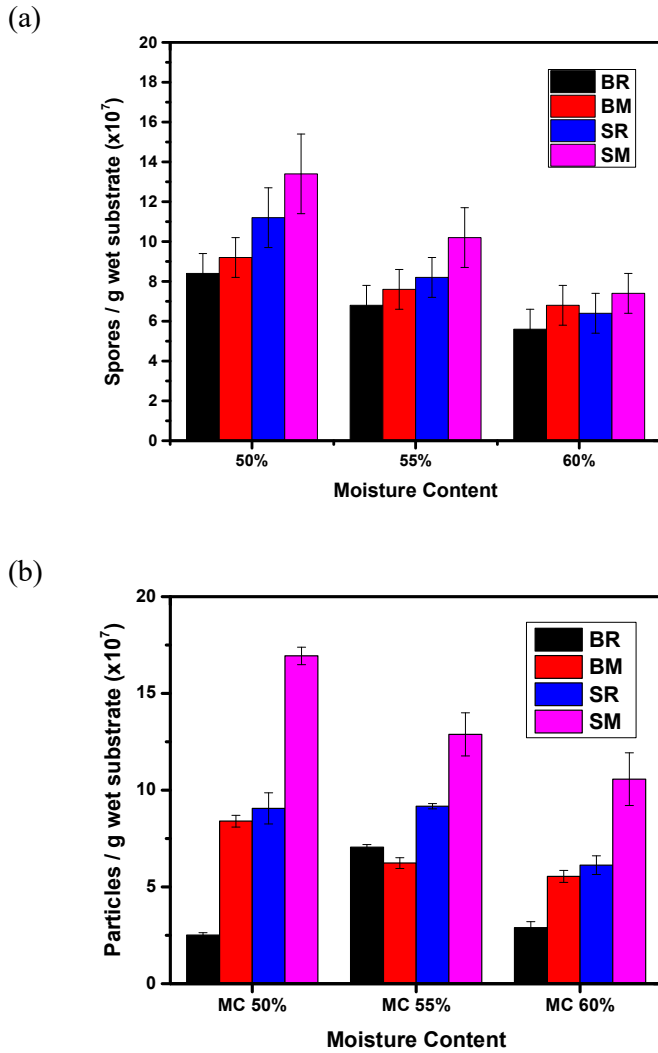 (a)
20
18
16
14
12
10
8
6
4
2
0
Spores / g wet substrate (x10⁷)
BR
BM
SR
SM
50% 55% 60%
Moisture Content
(b)
20
15
10
5
0
Particles / g wet substrate (x10⁷)
BR
BM
SR
SM
MC 50% MC 55% MC 60%
Moisture Content